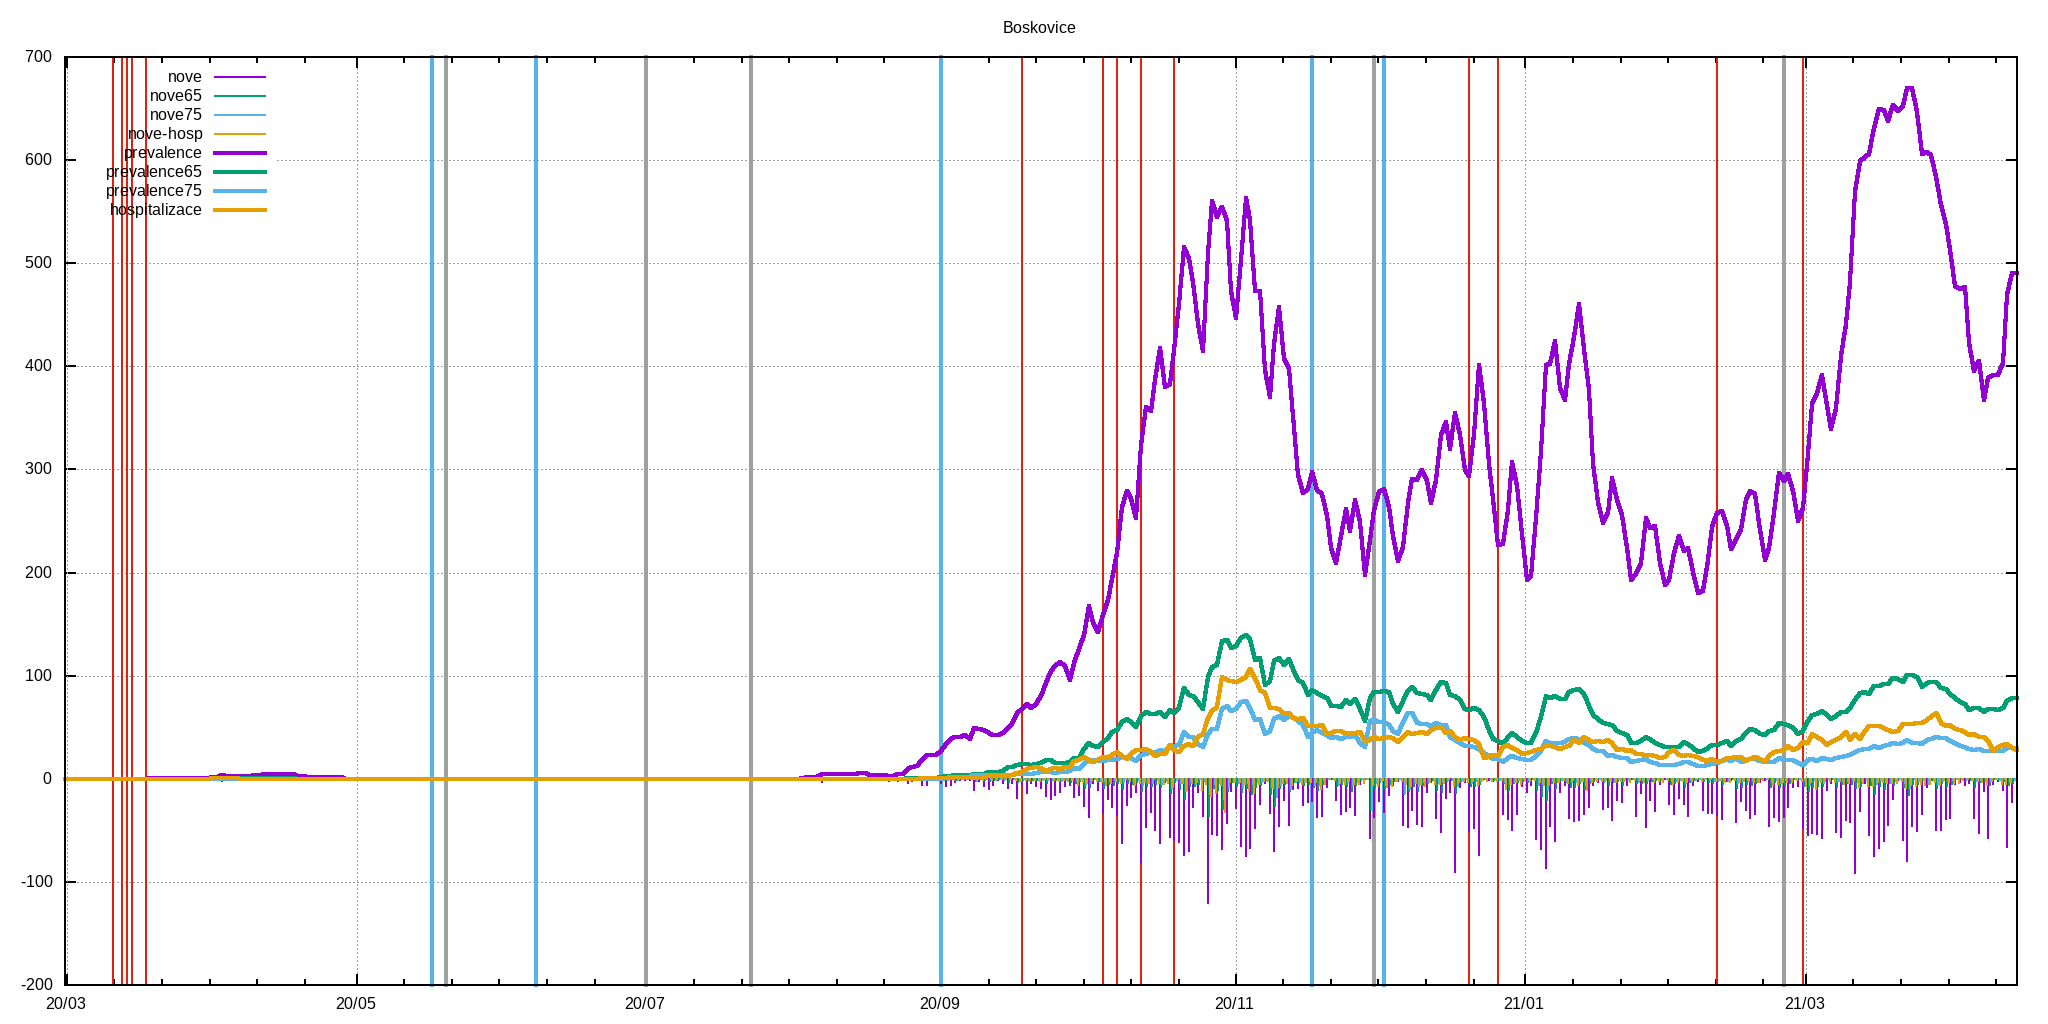 Boskovice
700
600
500
400
300
200
100
0
-100
-200
nove
nove65
nove75
nove-hosp
prevalence
prevalence65
prevalence75
hospitalizace
20/03 20/05 20/07 20/09 20/11 21/01 21/03